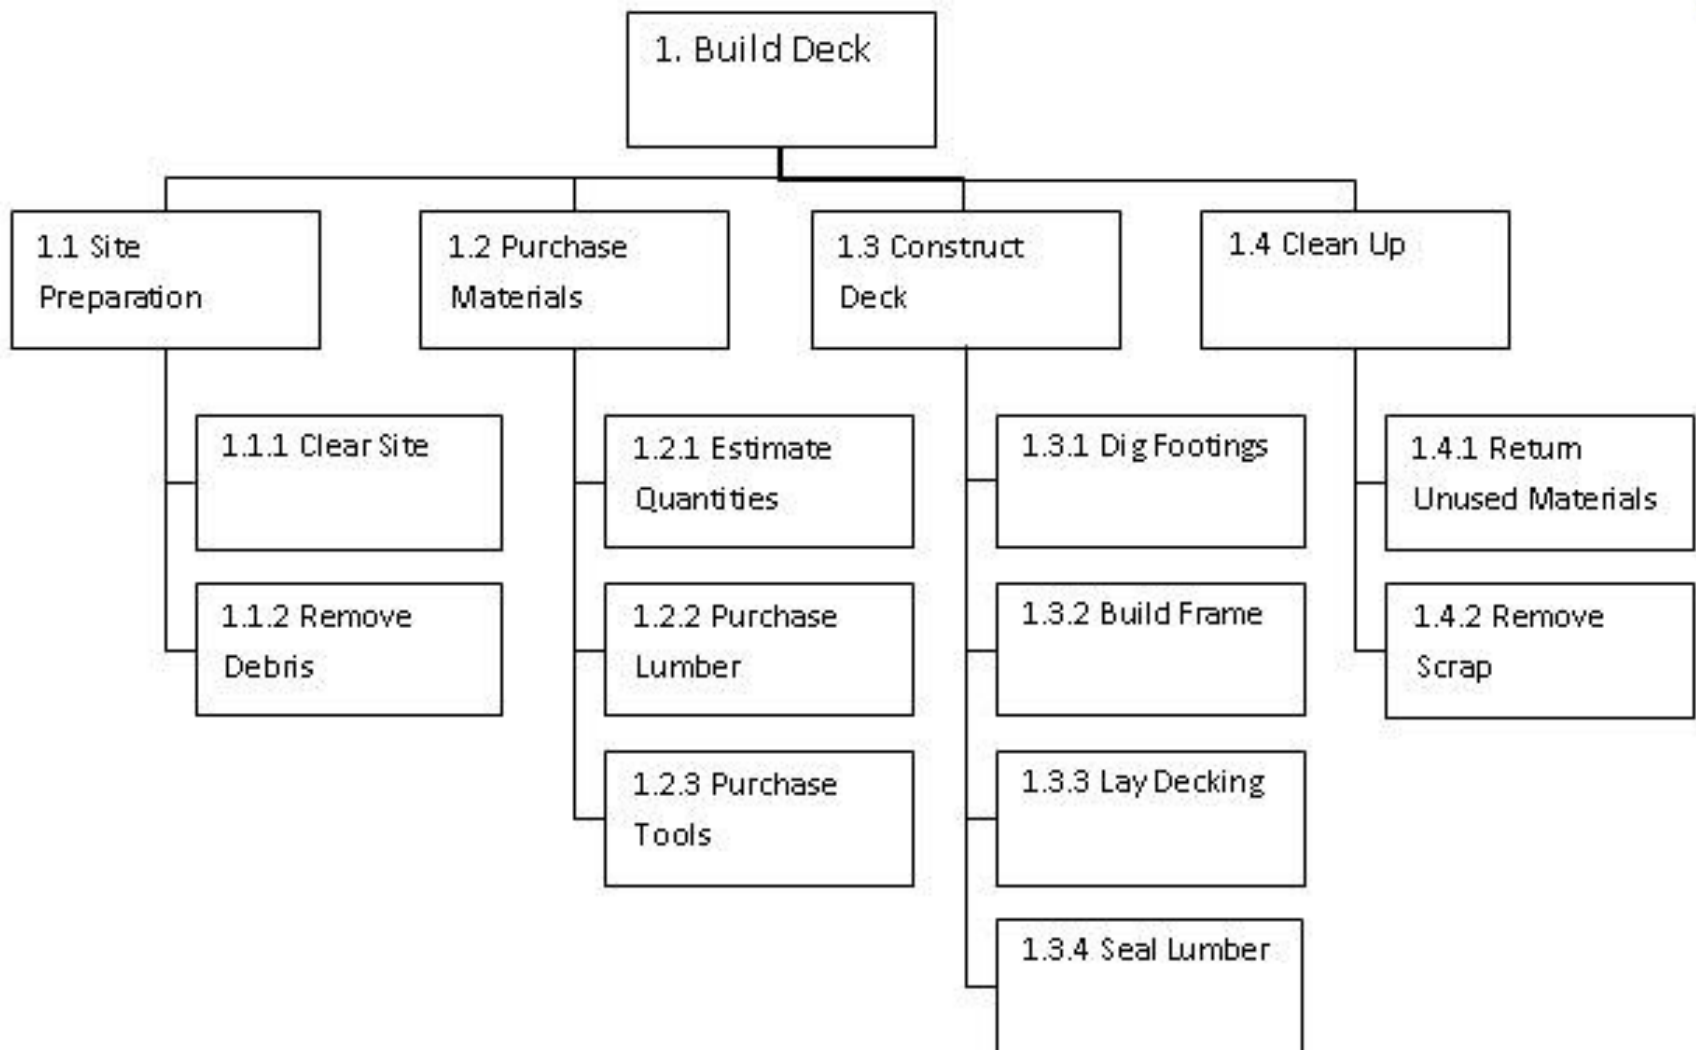 1. Build Deck
1.1 Site
Preparation
1.2 Purchase
Materials
1.3 Construct
Deck
1.4 Clean Up
1.1.1 Clear Site
1.1.2 Remove
Debris
1.2.1 Estimate
Quantities
1.2.2 Purchase
Lumber
1.2.3 Purchase
Tools
1.3.1 Dig Footings
1.3.2 Build Frame
1.3.3 Lay Decking
1.3.4 Seal Lumber
1.4.1 Return
Unused Materials
1.4.2 Remove
Scrap